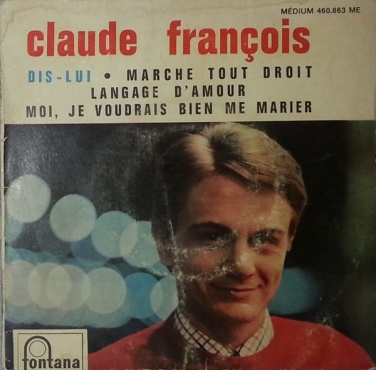 MÉDIUM 460.863 ME
claude françois
DIS-LUI • MARCHE TOUT DROIT
LANGAGE D'AMOUR
MOI, JE VOUDRAIS BIEN ME MARIER
fontana